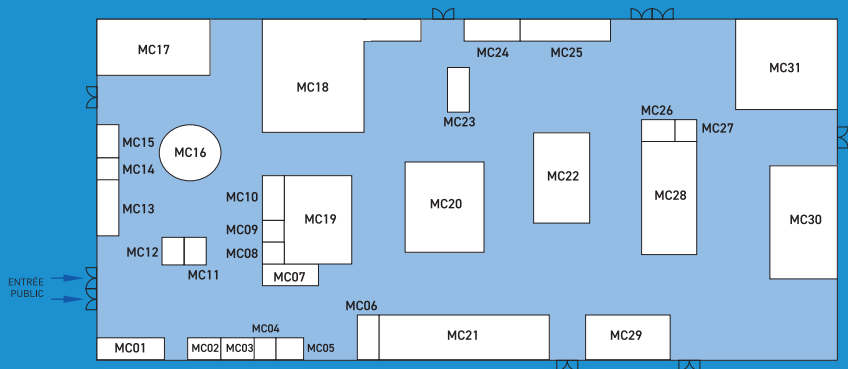 MC17
MC18
MC24
MC25
MC31
MC23
MC26
MC27
MC15
MC16
MC14
MC13
MC10
MC09
MC08
MC19
MC20
MC22
MC28
MC30
MC12
MC11
MC07
ENTRÉE
PUBLIC
MC06
MC01
MC02
MC03
MC04
MC05
MC21
MC29